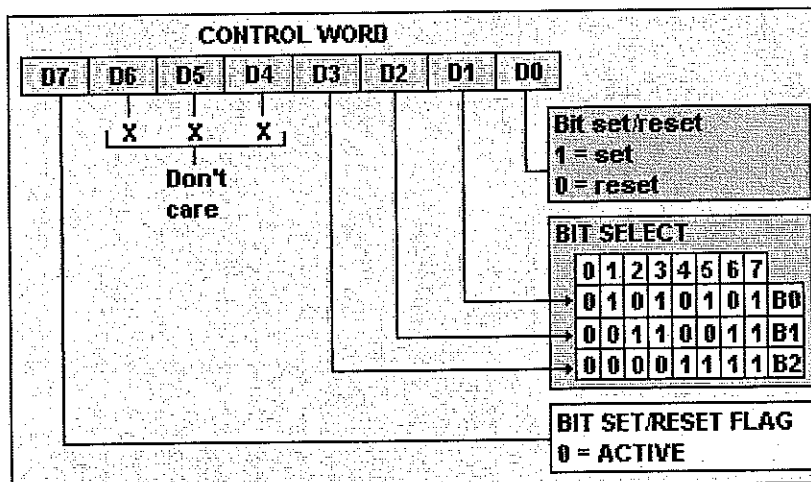 CONTROL WORD
D7 D6 D5 D4 D3 D2 D1 D0
X X X
Don't
care
Bit set/reset
1 = set
0 = reset
BIT SELECT
0 1 2 3 4 5 6 7
0 1 0 1 0 1 0 1 B0
0 0 1 1 0 0 1 1 B1
0 0 0 0 1 1 1 1 B2
BIT SET/RESET FLAG
0 = ACTIVE